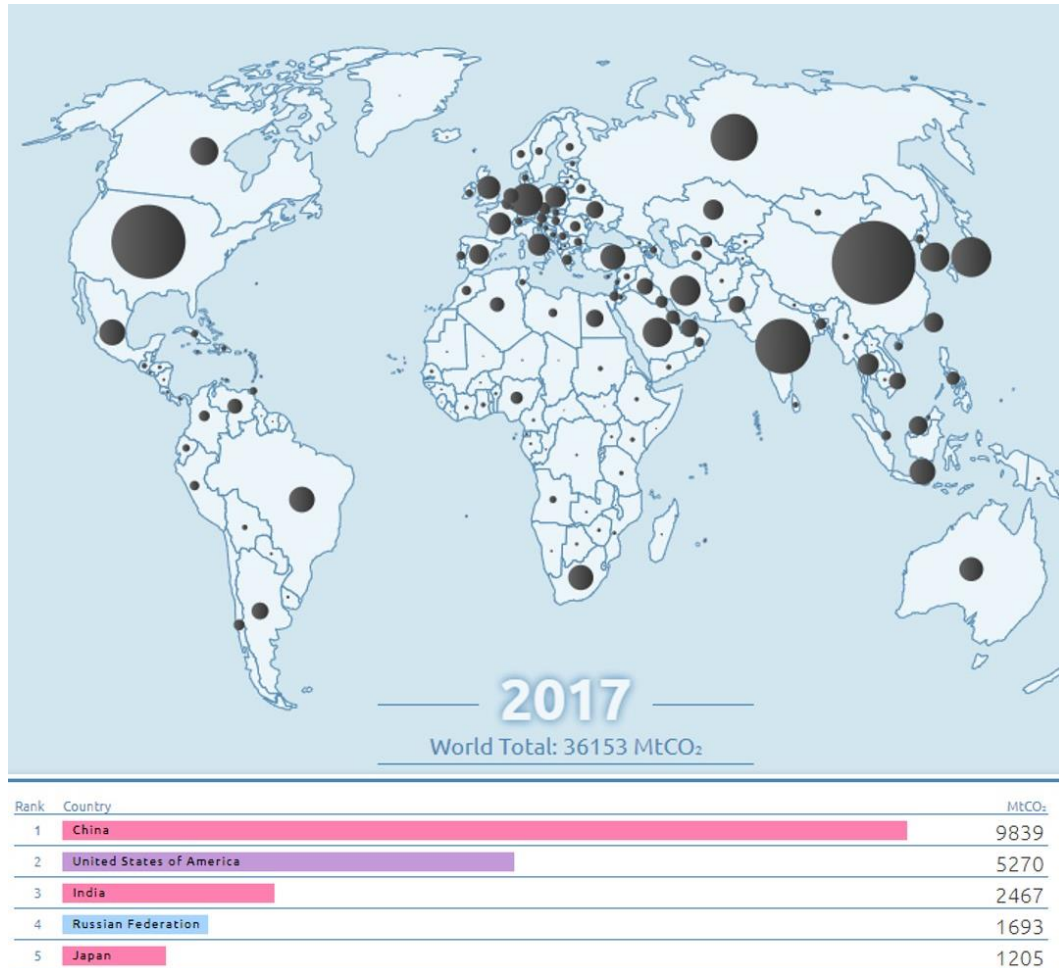 2017
World Total: 36153 MtCO₂
Rank Country MtCO₂
1 China 9839
2 United States of America 5270
3 India 2467
4 Russian Federation 1693
5 Japan 1205